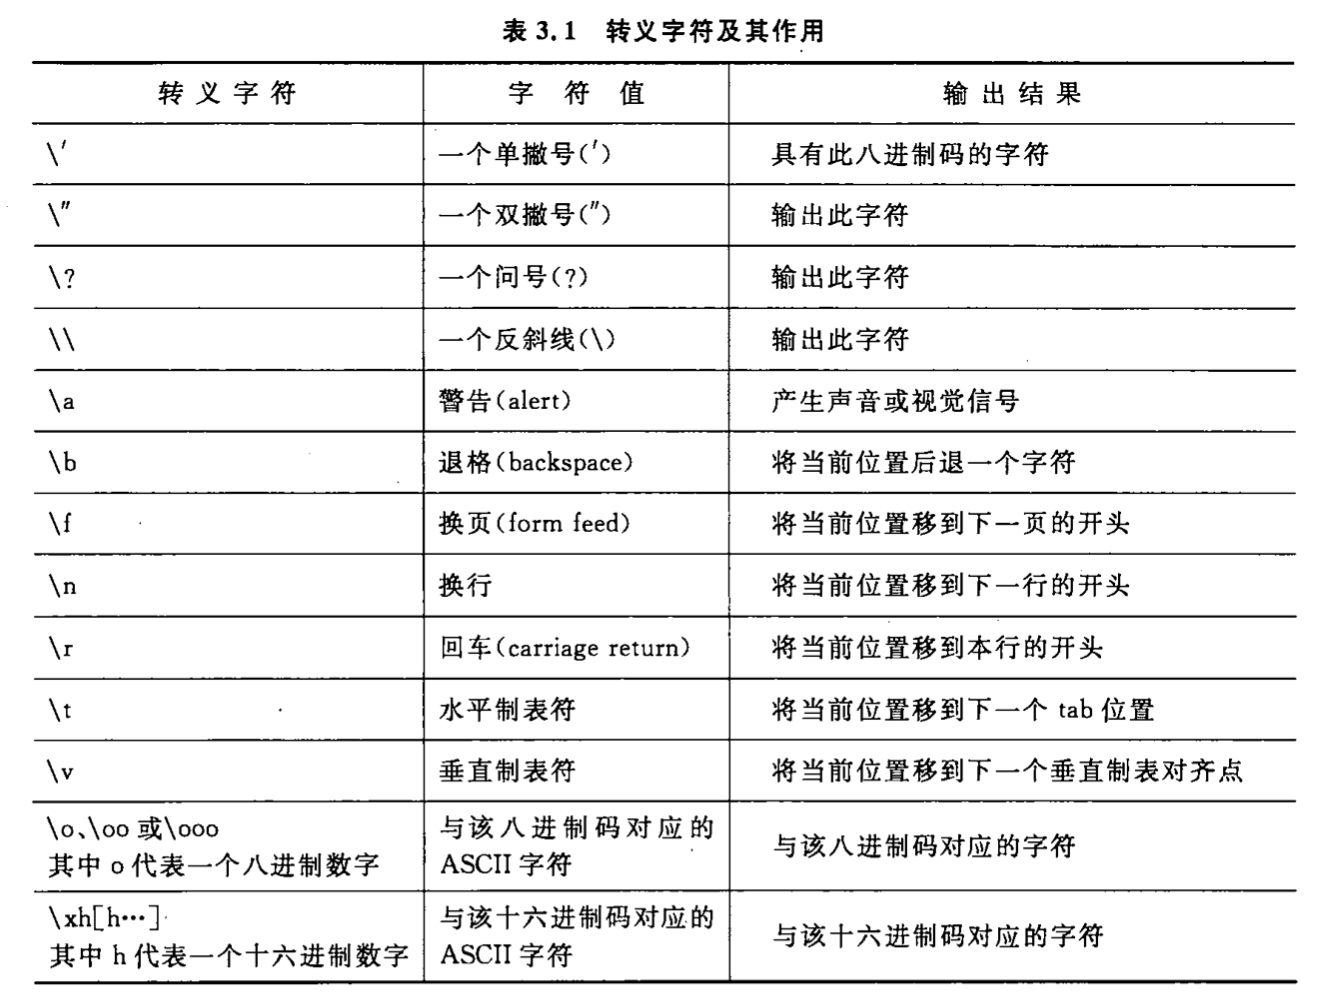 表 3.1 转义字符及其作用
转义字符 字符值 输出结果
\′ 一个单撇号(′) 具有此八进制码的字符
\″ 一个双撇号(″) 输出此字符
\? 一个问号(?) 输出此字符
\\ 一个反斜线(\) 输出此字符
\a 警告(alert) 产生声音或视觉信号
\b 退格(backspace) 将当前位置后退一个字符
\f 换页(form feed) 将当前位置移到下一页的开头
\n 换行 将当前位置移到下一行的开头
\r 回车(carriage return) 将当前位置移到本行的开头
\t 水平制表符 将当前位置移到下一个 tab 位置
\v 垂直制表符 将当前位置移到下一个垂直制表对齐点
\o、\oo 或\ooo
其中 o 代表一个八进制数字
与该八进制码对应的
ASCII 字符
与该八进制码对应的字符
\xh[h…]
其中 h 代表一个十六进制数字
与该十六进制码对应的
ASCII 字符
与该十六进制码对应的字符